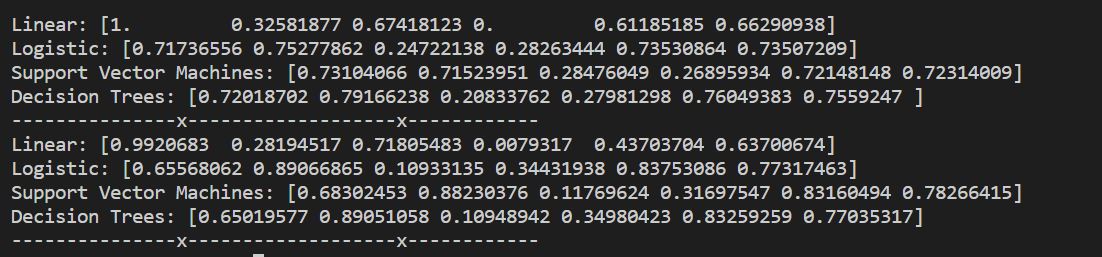 Linear: [1.         0.32581877 0.67418123 0.         0.61185185 0.66290938]
Logistic: [0.71736556 0.75277862 0.24722138 0.28263444 0.73530864 0.73507209]
Support Vector Machines: [0.73104066 0.71523951 0.28476049 0.26895934 0.72148148 0.72314009]
Decision Trees: [0.72018702 0.79166238 0.20833762 0.27981298 0.76049383 0.7559247 ]
---------------x-------------------x------------
Linear: [0.9920683  0.28194517 0.71805483 0.0079317  0.43703704 0.63700674]
Logistic: [0.65568062 0.89066865 0.10933135 0.34431938 0.83753086 0.77317463]
Support Vector Machines: [0.68302453 0.88230376 0.11769624 0.31697547 0.83160494 0.78266415]
Decision Trees: [0.65019577 0.89051058 0.10948942 0.34980423 0.83259259 0.77035317]
---------------x-------------------x------------